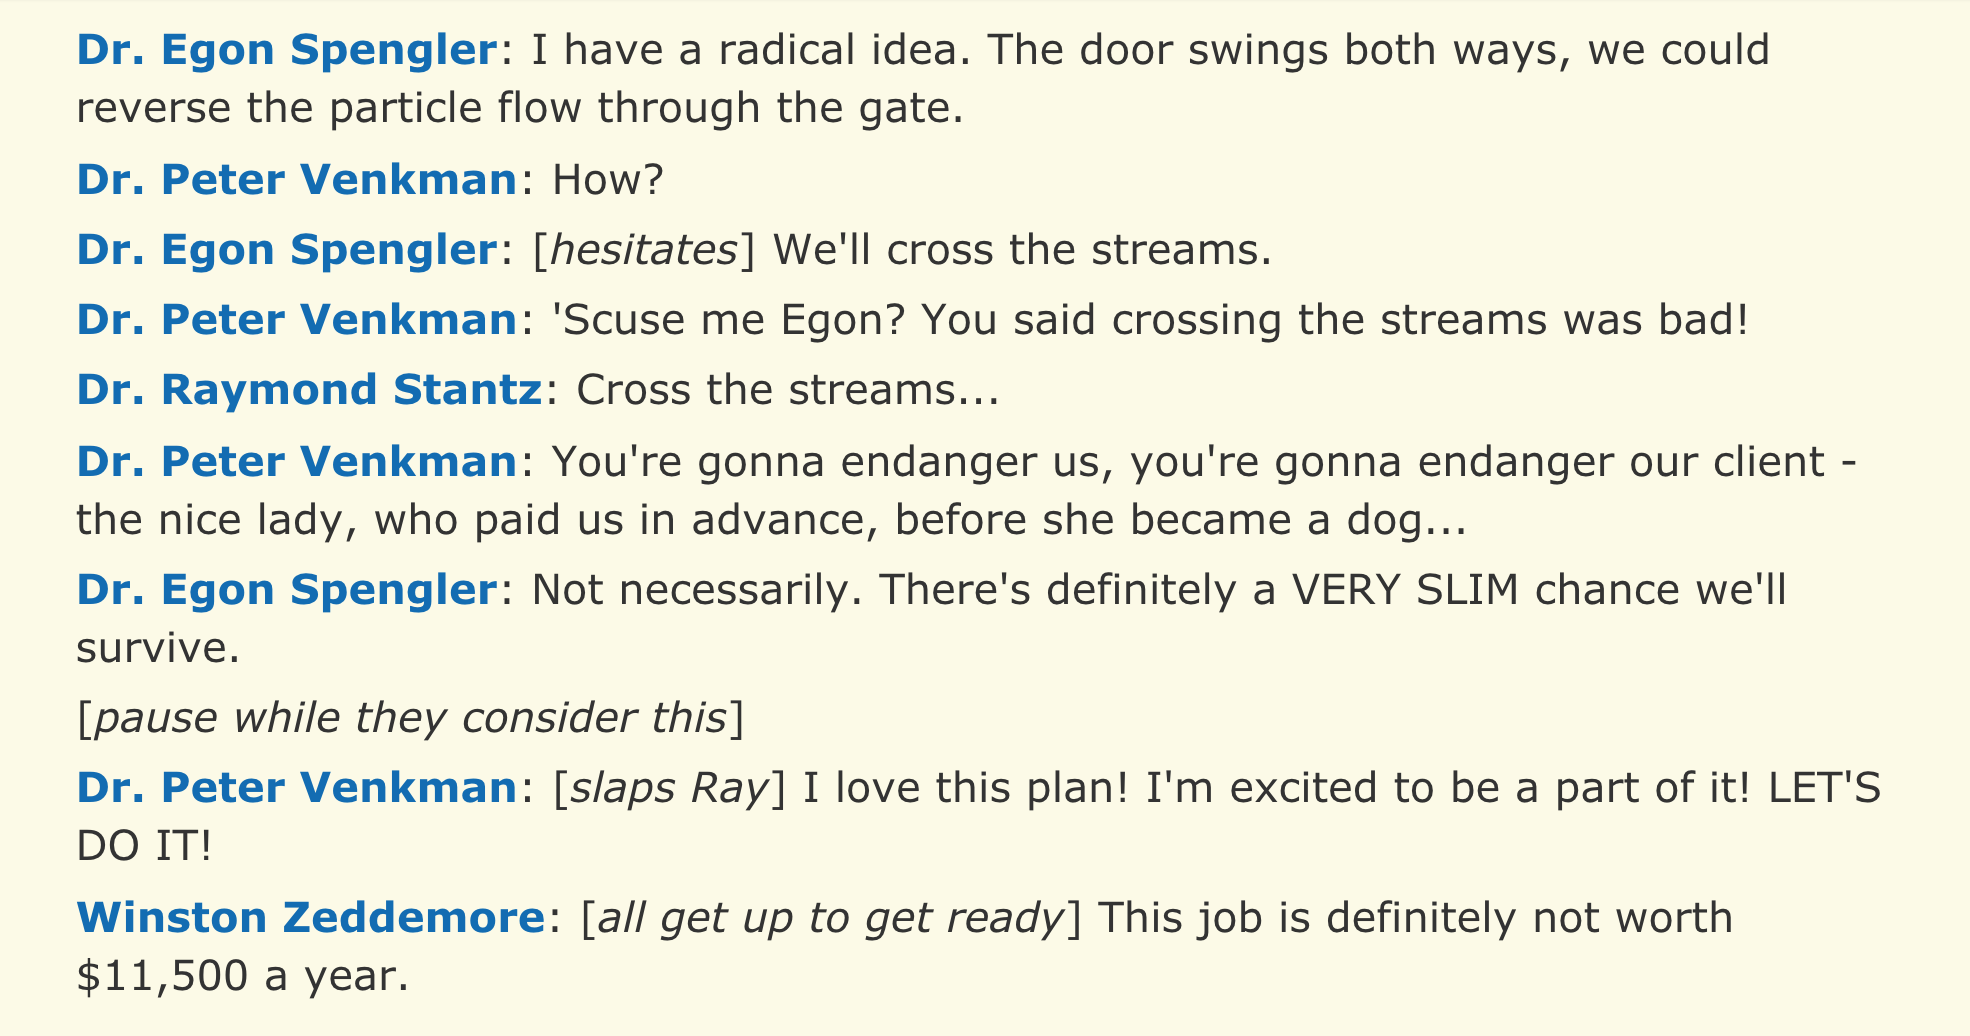 Dr. Egon Spengler: I have a radical idea. The door swings both ways, we could
reverse the particle flow through the gate.
Dr. Peter Venkman: How?
Dr. Egon Spengler: [hesitates] We'll cross the streams.
Dr. Peter Venkman: 'Scuse me Egon? You said crossing the streams was bad!
Dr. Raymond Stantz: Cross the streams...
Dr. Peter Venkman: You're gonna endanger us, you're gonna endanger our client -
the nice lady, who paid us in advance, before she became a dog...
Dr. Egon Spengler: Not necessarily. There's definitely a VERY SLIM chance we'll
survive.
[pause while they consider this]
Dr. Peter Venkman: [slaps Ray] I love this plan! I'm excited to be a part of it! LET'S
DO IT!
Winston Zeddemore: [all get up to get ready] This job is definitely not worth
$11,500 a year.